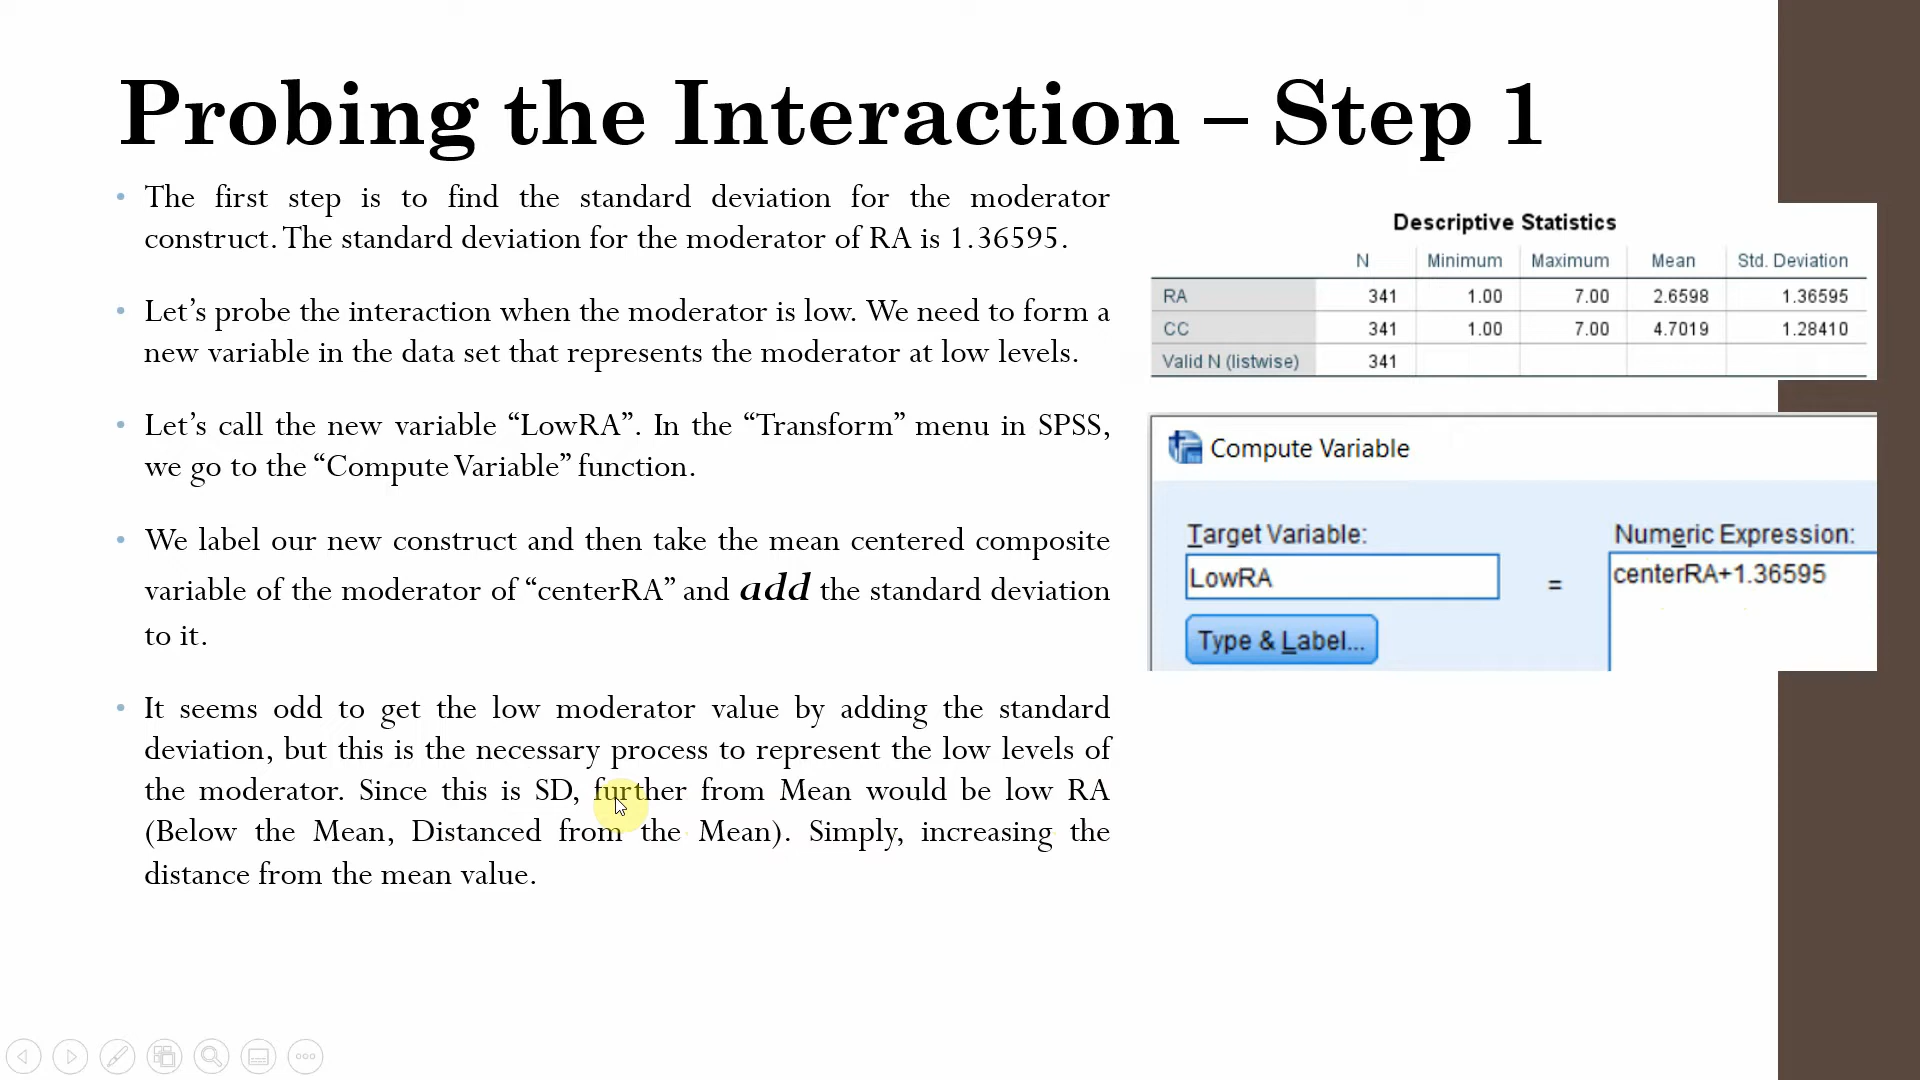 Probing the Interaction – Step 1
• The first step is to find the standard deviation for the moderator
construct. The standard deviation for the moderator of RA is 1.36595.
• Let’s probe the interaction when the moderator is low. We need to form a
new variable in the data set that represents the moderator at low levels.
• Let’s call the new variable “LowRA”. In the “Transform” menu in SPSS,
we go to the “Compute Variable” function.
• We label our new construct and then take the mean centered composite
variable of the moderator of “centerRA” and add the standard deviation
to it.
• It seems odd to get the low moderator value by adding the standard
deviation, but this is the necessary process to represent the low levels of
the moderator. Since this is SD, further from Mean would be low RA
(Below the Mean, Distanced from the Mean). Simply, increasing the
distance from the mean value.
Descriptive Statistics
N Minimum Maximum Mean Std. Deviation
RA 341 1.00 7.00 2.6598 1.36595
CC 341 1.00 7.00 4.7019 1.28410
Valid N (listwise) 341
Compute Variable
Target Variable: Numeric Expression:
LowRA = centerRA+1.36595
Type & Label...